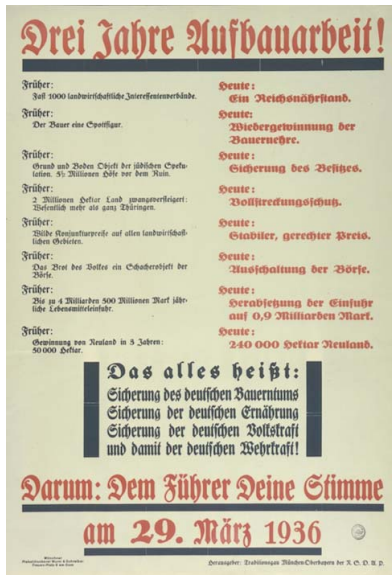 Drei Jahre Aufbauarbeit!
Früher:
Fast 1000 landwirtschaftliche Interessentenverbände.
Heute:
Ein Reichsnährstand.
Früher:
Der Bauer eine Spottfigur.
Heute:
Wiedergewinnung der
Bauernehre.
Früher:
Grund und Boden Objekt der jüdischen Speku-
lation. 5½ Millionen Höfe vor dem Ruin.
Heute:
Sicherung des Besitzes.
Früher:
2 Millionen Hektar Land zwangsversteigert:
Wesentlich mehr als ganz Thüringen.
Heute:
Vollstreckungsschutz.
Früher:
Wilde Konjunkturpreise auf allen landwirtschaft-
lichen Gebieten.
Heute:
Stabiler, gerechter Preis.
Früher:
Das Brot des Volkes ein Schacherobjekt der
Börse.
Heute:
Ausschaltung der Börse.
Früher:
Bis zu 4 Milliarden 500 Millionen Mark jähr-
liche Lebensmitteleinfuhr.
Heute:
Herabsetzung der Einfuhr
auf 0,9 Milliarden Mark.
Früher:
Gewinnung von Neuland in 3 Jahren:
50 000 Hektar.
Heute:
240 000 Hektar Neuland.
Das alles heißt:
Sicherung des deutschen Bauerntums
Sicherung der deutschen Ernährung
Sicherung der deutschen Volkskraft
und damit der deutschen Wehrkraft!
Darum: Dem Führer Deine Stimme
am 29. März 1936
Herausgeber: Traditionsgau München-Oberbayern der N. S. D. A. P.